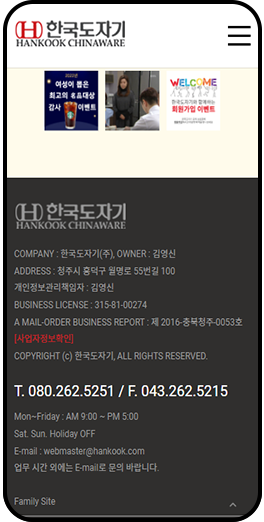 한국도자기
HANKOOK CHINAWARE
2020년
여성이 뽑은
최고의 名品대상
감사 이벤트
WELCOME
한국도자기와 함께하는
회원가입 이벤트
한국도자기
HANKOOK CHINAWARE
COMPANY : 한국도자기(주), OWNER : 김영신
ADDRESS : 청주시 흥덕구 월명로 55번길 100
개인정보관리책임자 : 김영신
BUSINESS LICENSE : 315-81-00274
A MAIL-ORDER BUSINESS REPORT : 제 2016-충북청주-0053호
[사업자정보확인]
COPYRIGHT (c) 한국도자기, ALL RIGHTS RESERVED.
T. 080.262.5251 / F. 043.262.5215
Mon~Friday : AM 9:00 ~ PM 5:00
Sat. Sun. Holiday OFF
E-mail : webmaster@hankook.com
업무 시간 외에는 E-mail로 문의 바랍니다.
Family Site